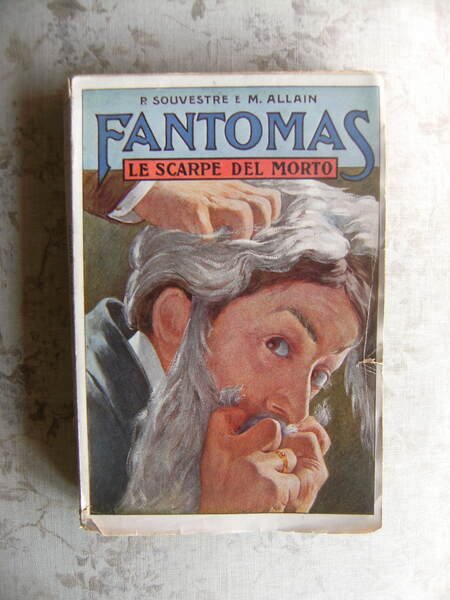 P. SOUVESTRE E M. ALLAIN
FANTOMAS
LE SCARPE DEL MORTO